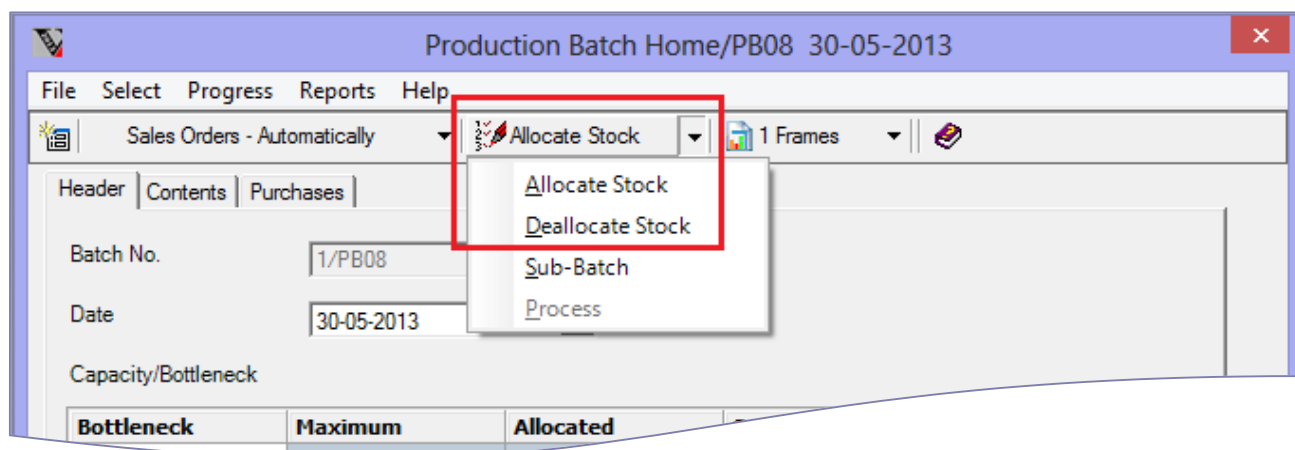 Production Batch Home/PB08 30-05-2013
File Select Progress Reports Help
Sales Orders - Automatically Allocate Stock 1 Frames
Allocate Stock
Header Contents Purchases
Deallocate Stock
Batch No. 1/PB08
Sub-Batch
Date 30-05-2013
Process
Capacity/Bottleneck
Bottleneck Maximum Allocated